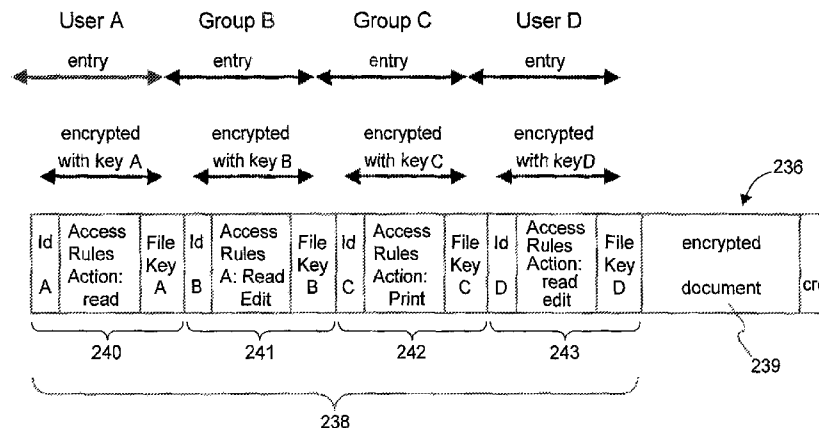 User A Group B Group C User D
entry entry entry entry
encrypted with key A
encrypted with key B
encrypted with key C
encrypted with key D
236
Id A
Access Rules Action: read
File Key A
Id B
Access Rules A: Read Edit
File Key B
Id C
Access Rules Action: Print
File Key C
Id D
Access Rules Action: read edit
File Key D
encrypted document
crc
240 241 242 243
239
238